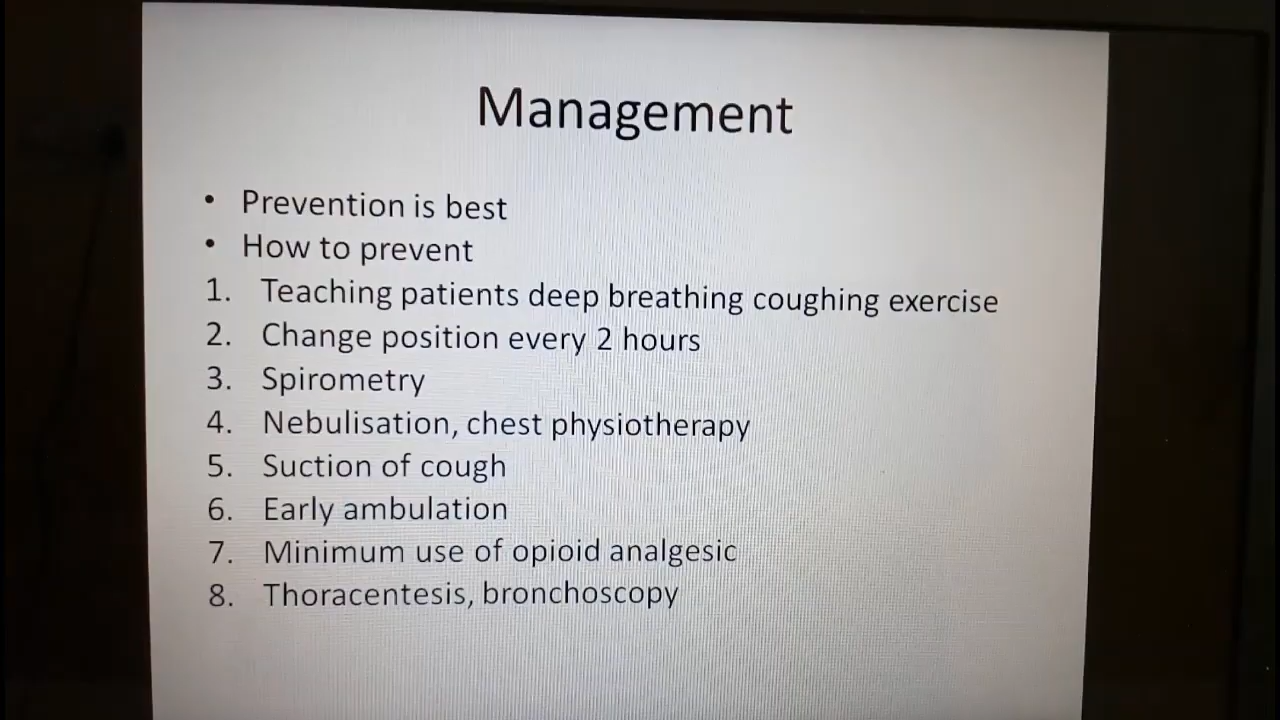 Management
• Prevention is best
• How to prevent
1. Teaching patients deep breathing coughing exercise
2. Change position every 2 hours
3. Spirometry
4. Nebulisation, chest physiotherapy
5. Suction of cough
6. Early ambulation
7. Minimum use of opioid analgesic
8. Thoracentesis, bronchoscopy